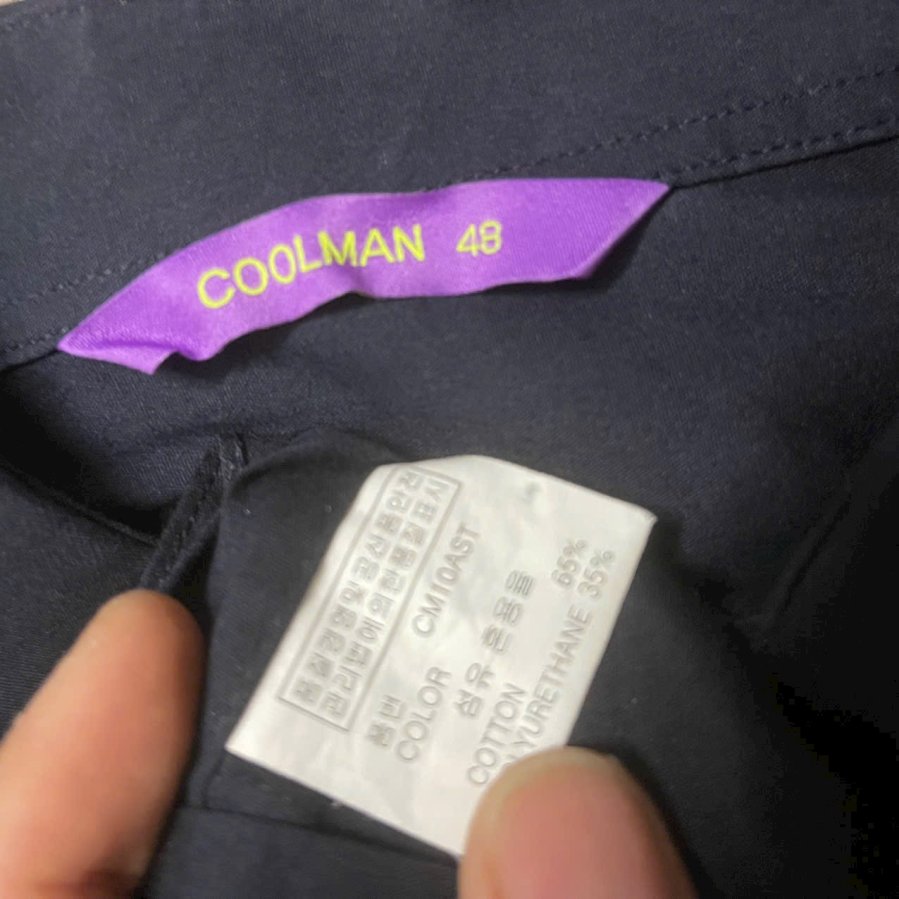 COOLMAN 48
품질경영및공산품안전
관리법에의한품질표시
품번 CM10AST
COLOR
섬유혼용률
COTTON 65%
YURETHANE 35%